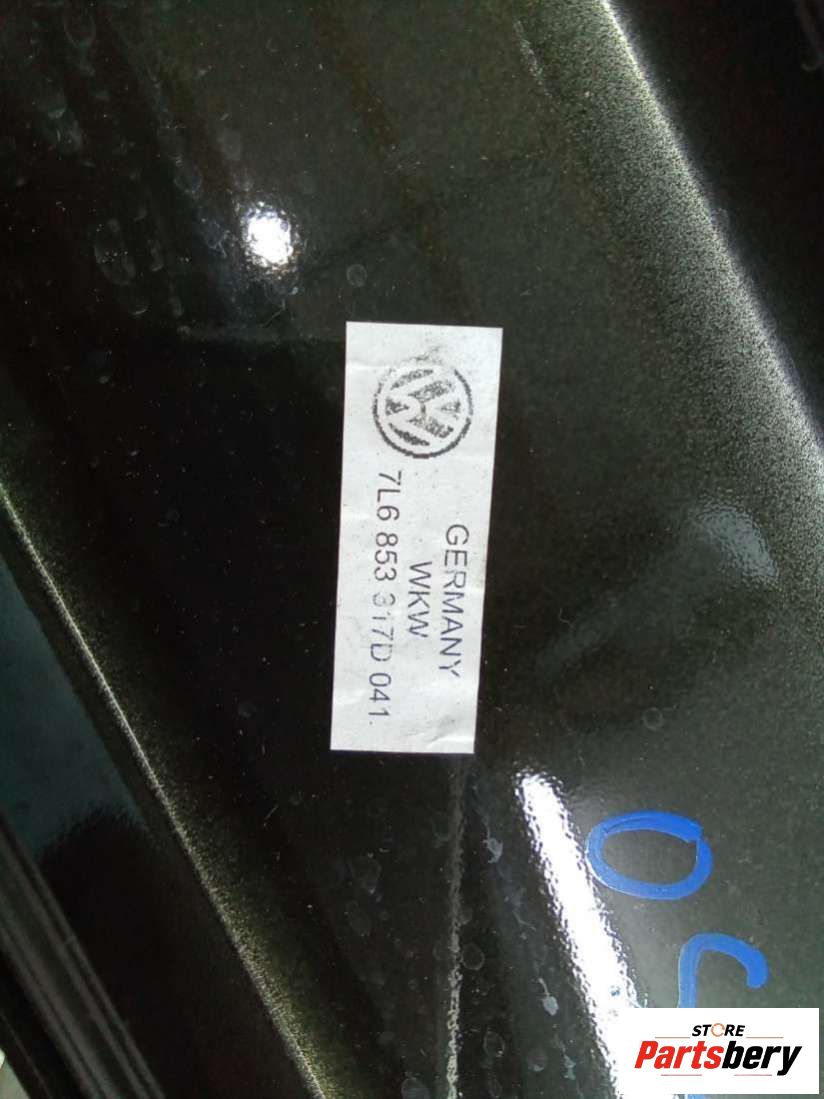 GERMANY
WKW
7L6 853 317D 041.
STORE
Partsbery